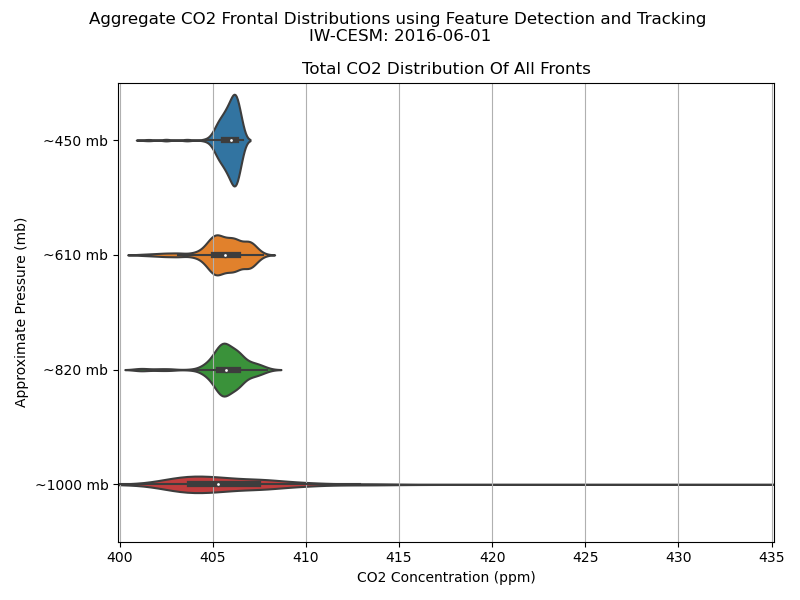 Aggregate CO2 Frontal Distributions using Feature Detection and Tracking
IW-CESM: 2016-06-01
Total CO2 Distribution Of All Fronts
Approximate Pressure (mb)
~450 mb
~610 mb
~820 mb
~1000 mb
400 405 410 415 420 425 430 435
CO2 Concentration (ppm)